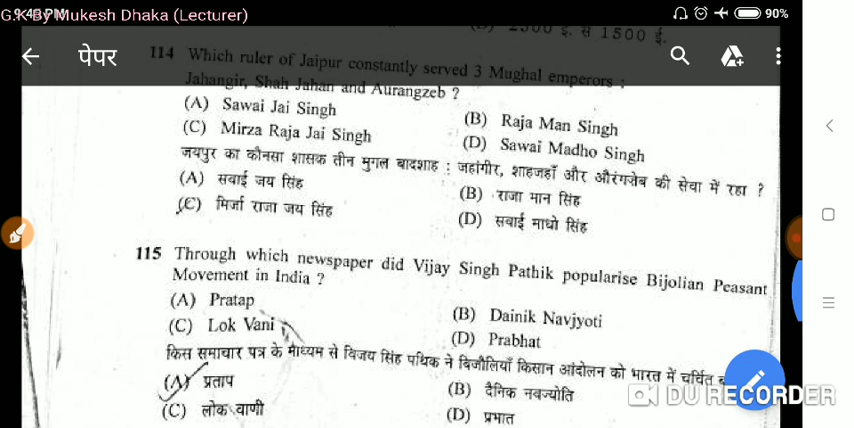 G.K By Mukesh Dhaka (Lecturer)
90%
पेपर
(D) 2500 ई. से 1500 ई.
114 Which ruler of Jaipur constantly served 3 Mughal emperors :
Jahangir, Shah Jahan and Aurangzeb ?
(A) Sawai Jai Singh
(B) Raja Man Singh
(C) Mirza Raja Jai Singh
(D) Sawai Madho Singh
जयपुर का कौनसा शासक तीन मुगल बादशाह : जहांगीर, शाहजहाँ और औरंगज़ेब की सेवा में रहा ?
(A) सवाई जय सिंह
(B) राजा मान सिंह
(C) मिर्जा राजा जय सिंह
(D) सवाई माधो सिंह
115 Through which newspaper did Vijay Singh Pathik popularise Bijolian Peasant
Movement in India ?
(A) Pratap
(B) Dainik Navjyoti
(C) Lok Vani
(D) Prabhat
किस समाचार पत्र के माध्यम से विजय सिंह पथिक ने बिजौलियाँ किसान आंदोलन को भारत में चर्चित
(A) प्रताप
(B) दैनिक नवज्योति
(C) लोक वाणी
(D) प्रभात
DU RECORDER